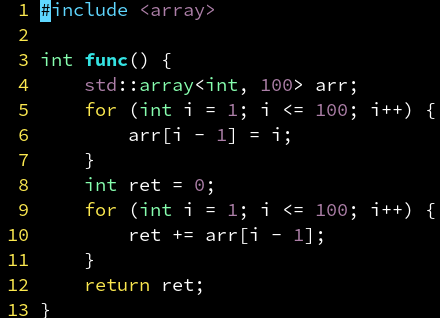 1 #include <array>
2
3 int func() {
4     std::array<int, 100> arr;
5     for (int i = 1; i <= 100; i++) {
6         arr[i - 1] = i;
7     }
8     int ret = 0;
9     for (int i = 1; i <= 100; i++) {
10         ret += arr[i - 1];
11     }
12     return ret;
13 }